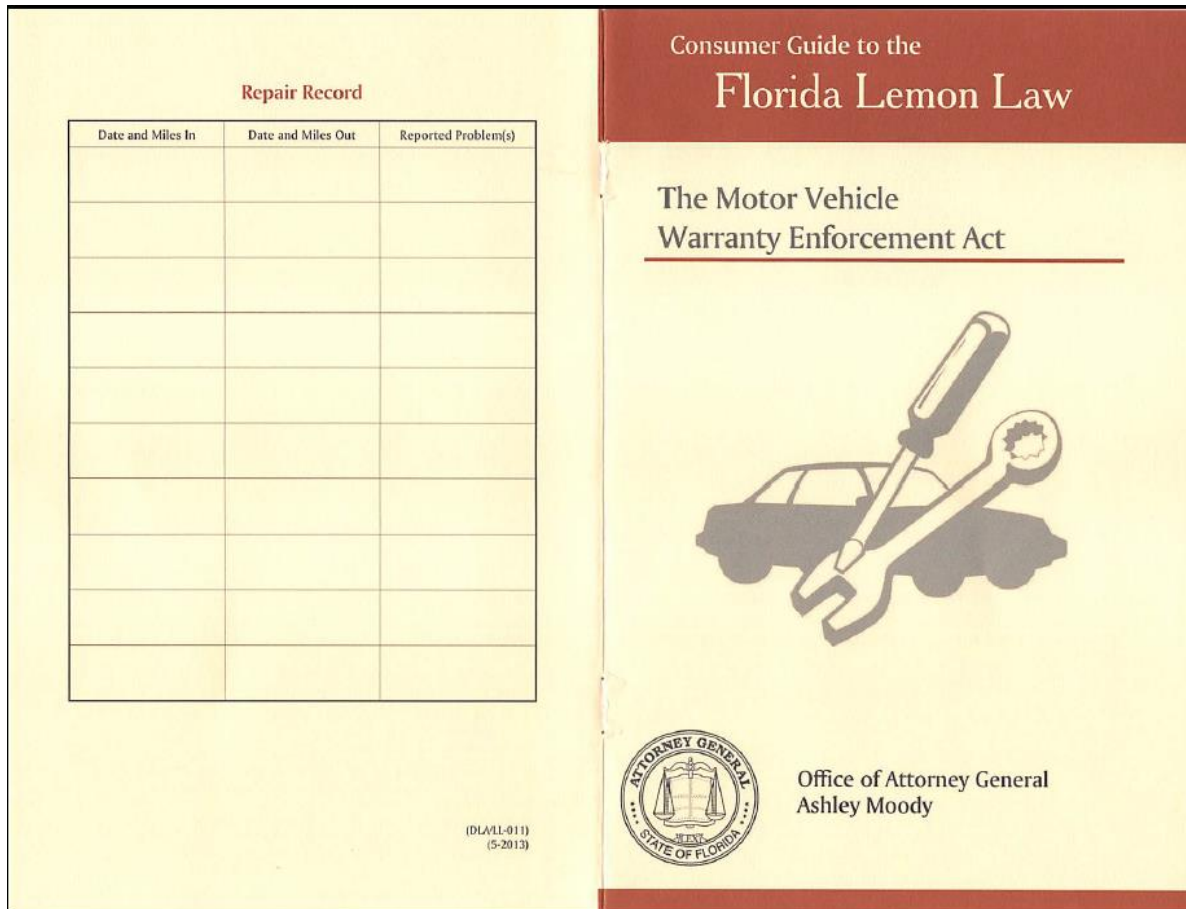 Repair Record
Date and Miles In Date and Miles Out Reported Problem(s)
(DLA/LL-011)
(5-2013)
Consumer Guide to the
Florida Lemon Law
The Motor Vehicle
Warranty Enforcement Act
ATTORNEY GENERAL
STATE OF FLORIDA
Office of Attorney General
Ashley Moody